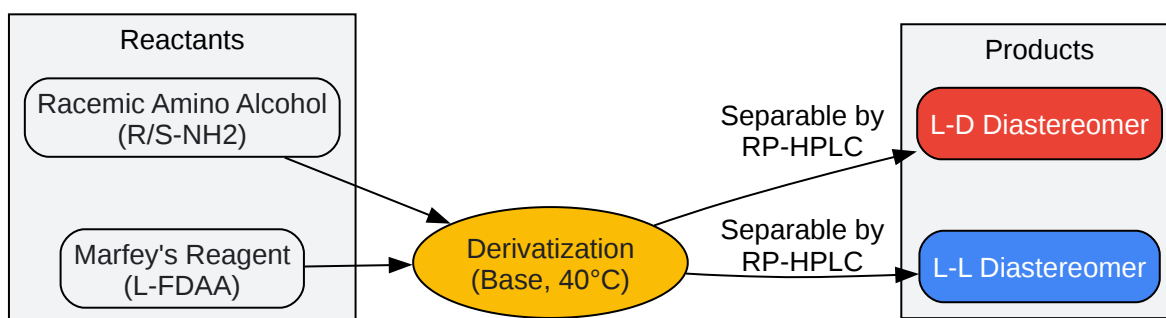 Reactants
Racemic Amino Alcohol
(R/S-NH2)
Marfey's Reagent
(L-FDAA)
Derivatization
(Base, 40°C)
Separable by
RP-HPLC
Separable by
RP-HPLC
Products
L-D Diastereomer
L-L Diastereomer